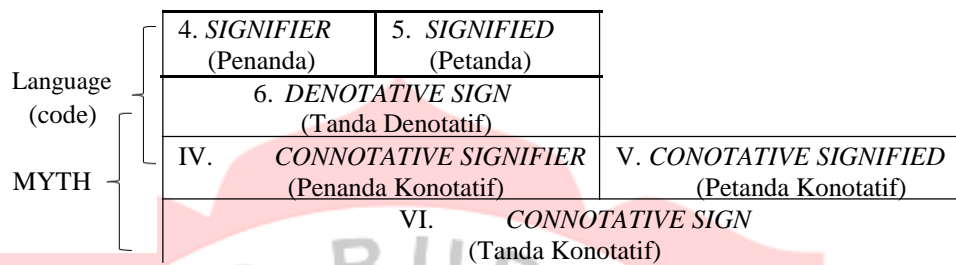 4. SIGNIFIER 5. SIGNIFIED
(Penanda) (Petanda)
Language
(code)
6. DENOTATIVE SIGN
(Tanda Denotatif)
IV. CONNOTATIVE SIGNIFIER V. CONOTATIVE SIGNIFIED
MYTH
(Penanda Konotatif) (Petanda Konotatif)
VI. CONNOTATIVE SIGN
(Tanda Konotatif)